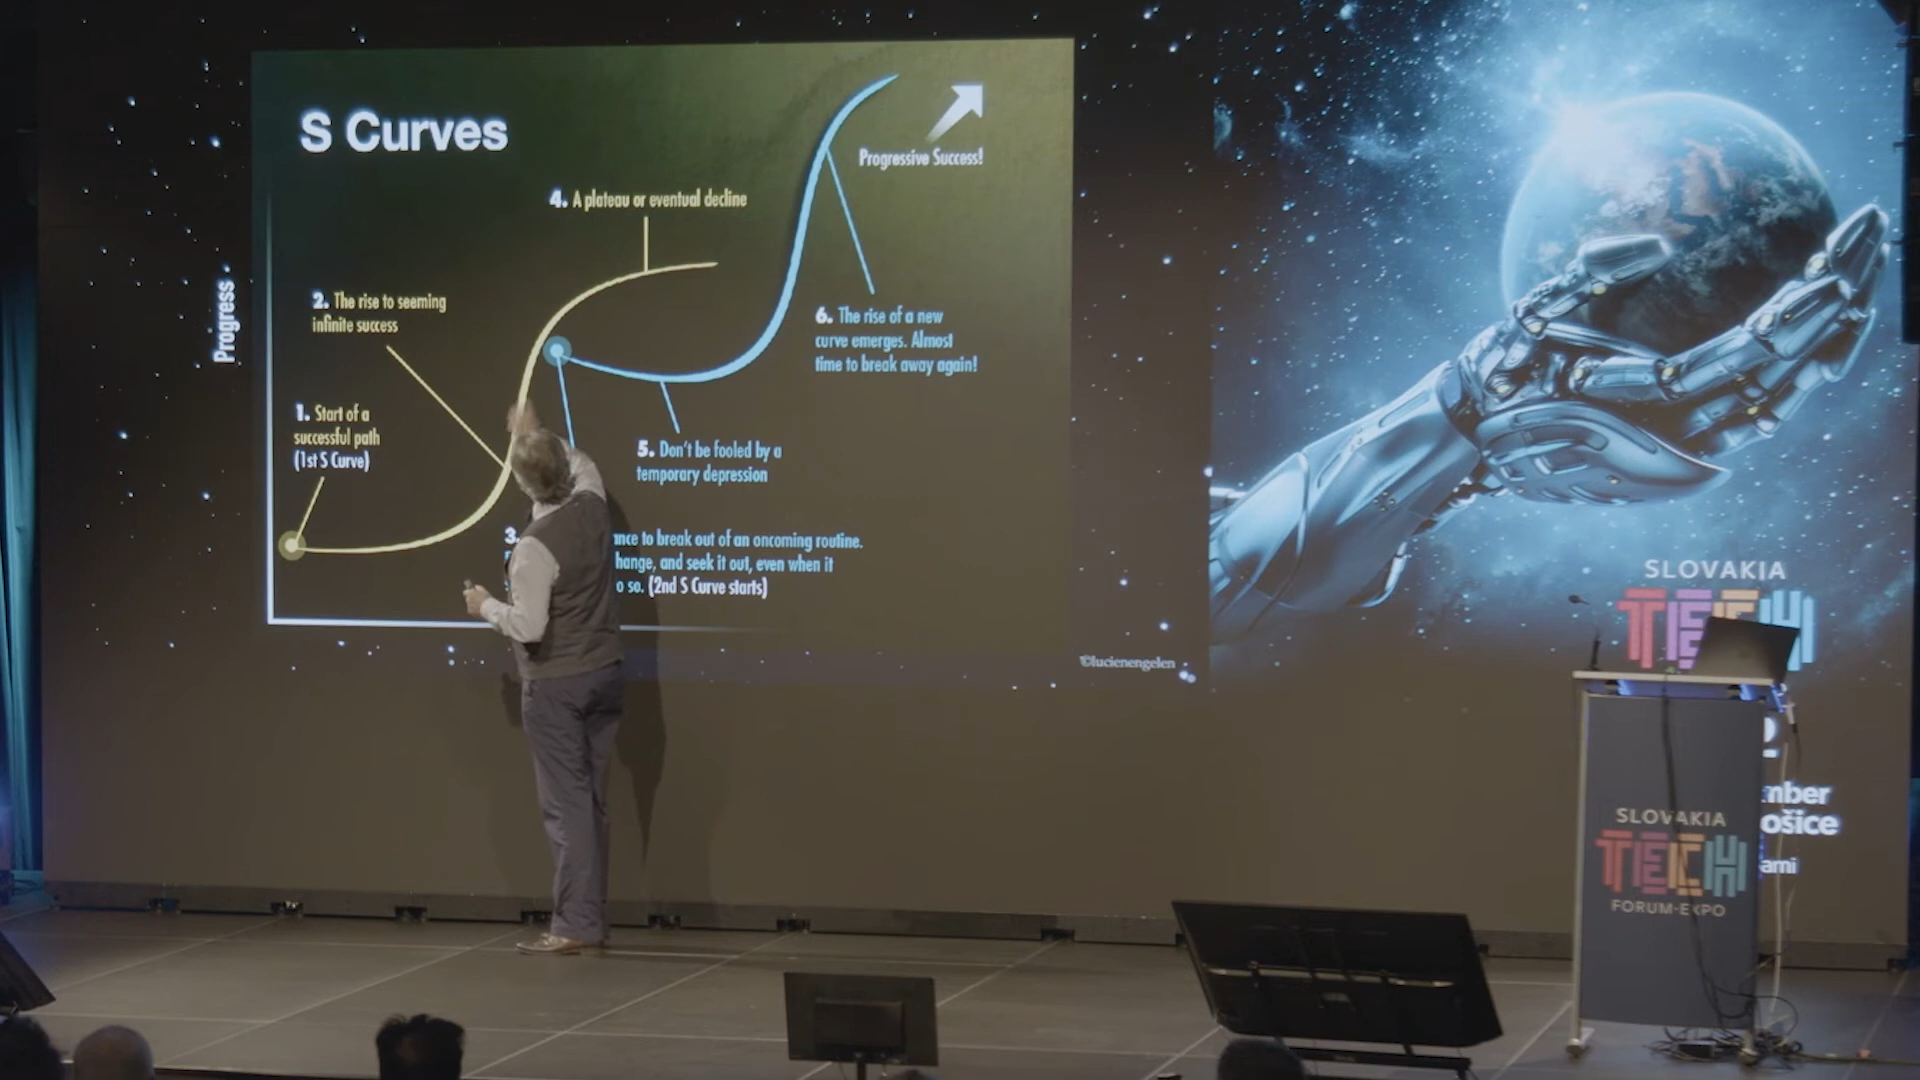 S Curves
Progress
1. Start of a
successful path
(1st S Curve)
2. The rise to seeming
infinite success
3.
to break out of an oncoming routine.
and seek it out, even when it
so. (2nd S Curve starts)
4. A plateau or eventual decline
5. Don't be fooled by a
temporary depression
6. The rise of a new
curve emerges. Almost
time to break away again!
Progressive Success!
©lucienengelen
SLOVAKIA
TECH
2
mber
ošice
ami
SLOVAKIA
TECH
FORUM-EXPO